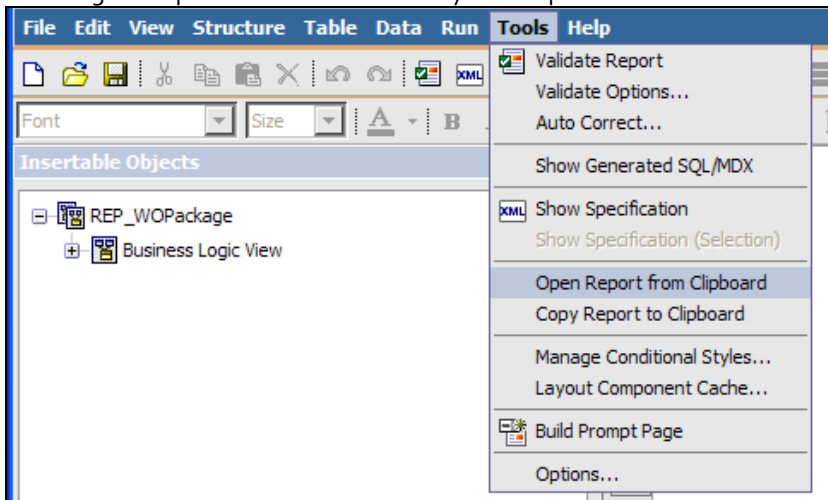 File Edit View Structure Table Data Run Tools Help
XML
Font Size A B
Insertable Objects
REP_WOPackage
Business Logic View
Validate Report
Validate Options...
Auto Correct...
Show Generated SQL/MDX
XML Show Specification
Show Specification (Selection)
Open Report from Clipboard
Copy Report to Clipboard
Manage Conditional Styles...
Layout Component Cache...
Build Prompt Page
Options...